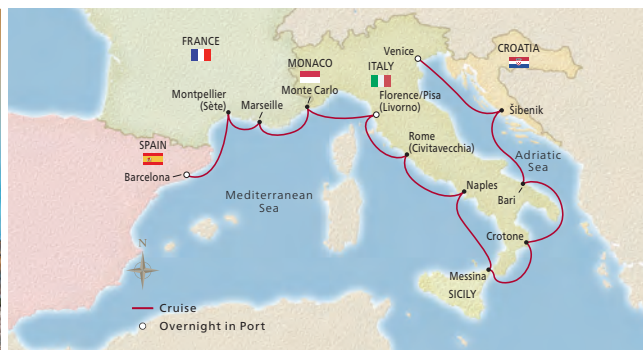 FRANCE
MONACO
ITALY
CROATIA
SPAIN
Venice
Monte Carlo
Montpellier
(Sète)
Marseille
Florence/Pisa
(Livorno)
Šibenik
Rome
(Civitavecchia)
Adriatic
Sea
Barcelona
Mediterranean
Sea
Naples
Bari
Crotone
N
Messina
SICILY
Cruise
Overnight in Port